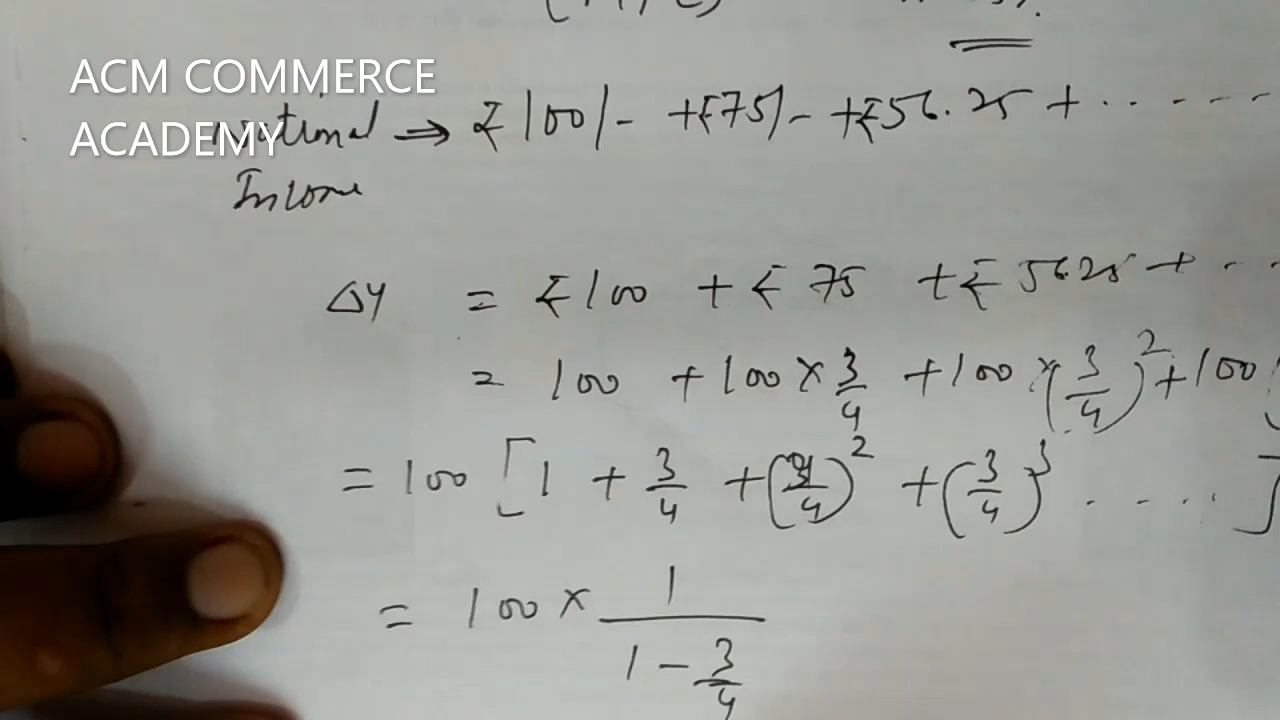 ACM COMMERCE
ACADEMY
National ⇒ ₹100/- + ₹75/- + ₹56.25 + ......
Income
ΔY = ₹100 + ₹75 + ₹56.25 + ..
= 100 + 100 × 3/4 + 100 × (3/4)² + 100
= 100 [1 + 3/4 + (3/4)² + (3/4)³ ..... ]
= 100 × 1/(1 - 3/4)